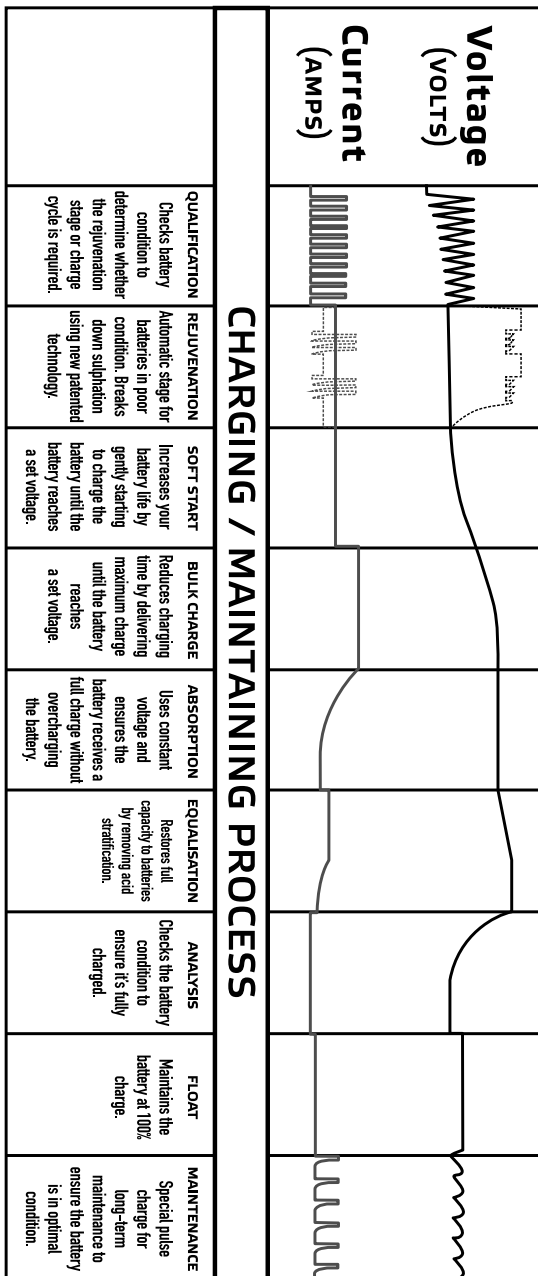 Voltage
(VOLTS)
Current
(AMPS)
CHARGING / MAINTAINING PROCESS
QUALIFICATION
Checks battery
condition to
determine whether
the rejuvenation
stage or charge
cycle is required.
REJUVENATION
Automatic stage for
batteries in poor
condition. Breaks
down sulphation
using new patented
technology.
SOFT START
Increases your
battery life by
gently starting
to charge the
battery until the
battery reaches
a set voltage.
BULK CHARGE
Reduces charging
time by delivering
maximum charge
until the battery
reaches
a set voltage.
ABSORPTION
Uses constant
voltage and
ensures the
battery receives a
full charge without
overcharging
the battery.
EQUALISATION
Restores full
capacity to batteries
by removing acid
stratification.
ANALYSIS
Checks the battery
condition to
ensure it's fully
charged.
FLOAT
Maintains the
battery at 100%
charge.
MAINTENANCE
Special pulse
charge for
long-term
maintenance to
ensure the battery
is in optimal
condition.